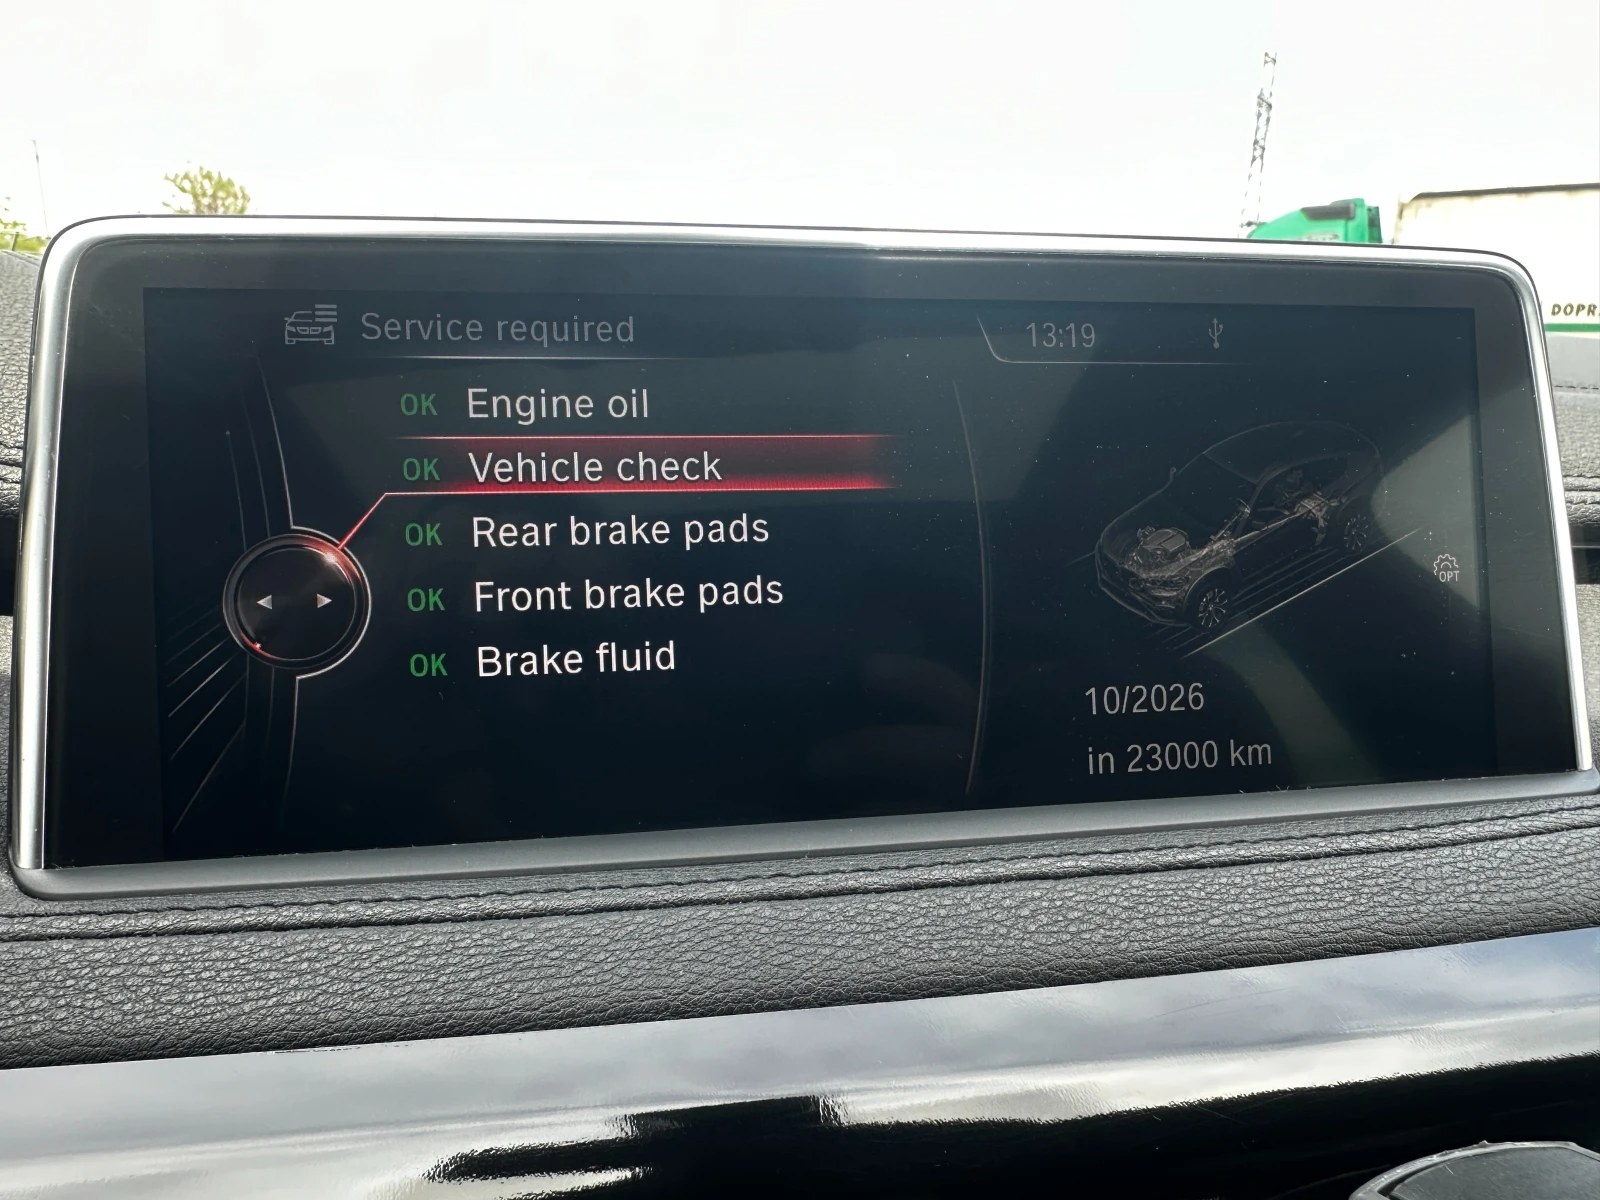 Service required
13:19
OK Engine oil
OK Vehicle check
OK Rear brake pads
OK Front brake pads
OK Brake fluid
OPT
10/2026
in 23000 km
DOPR